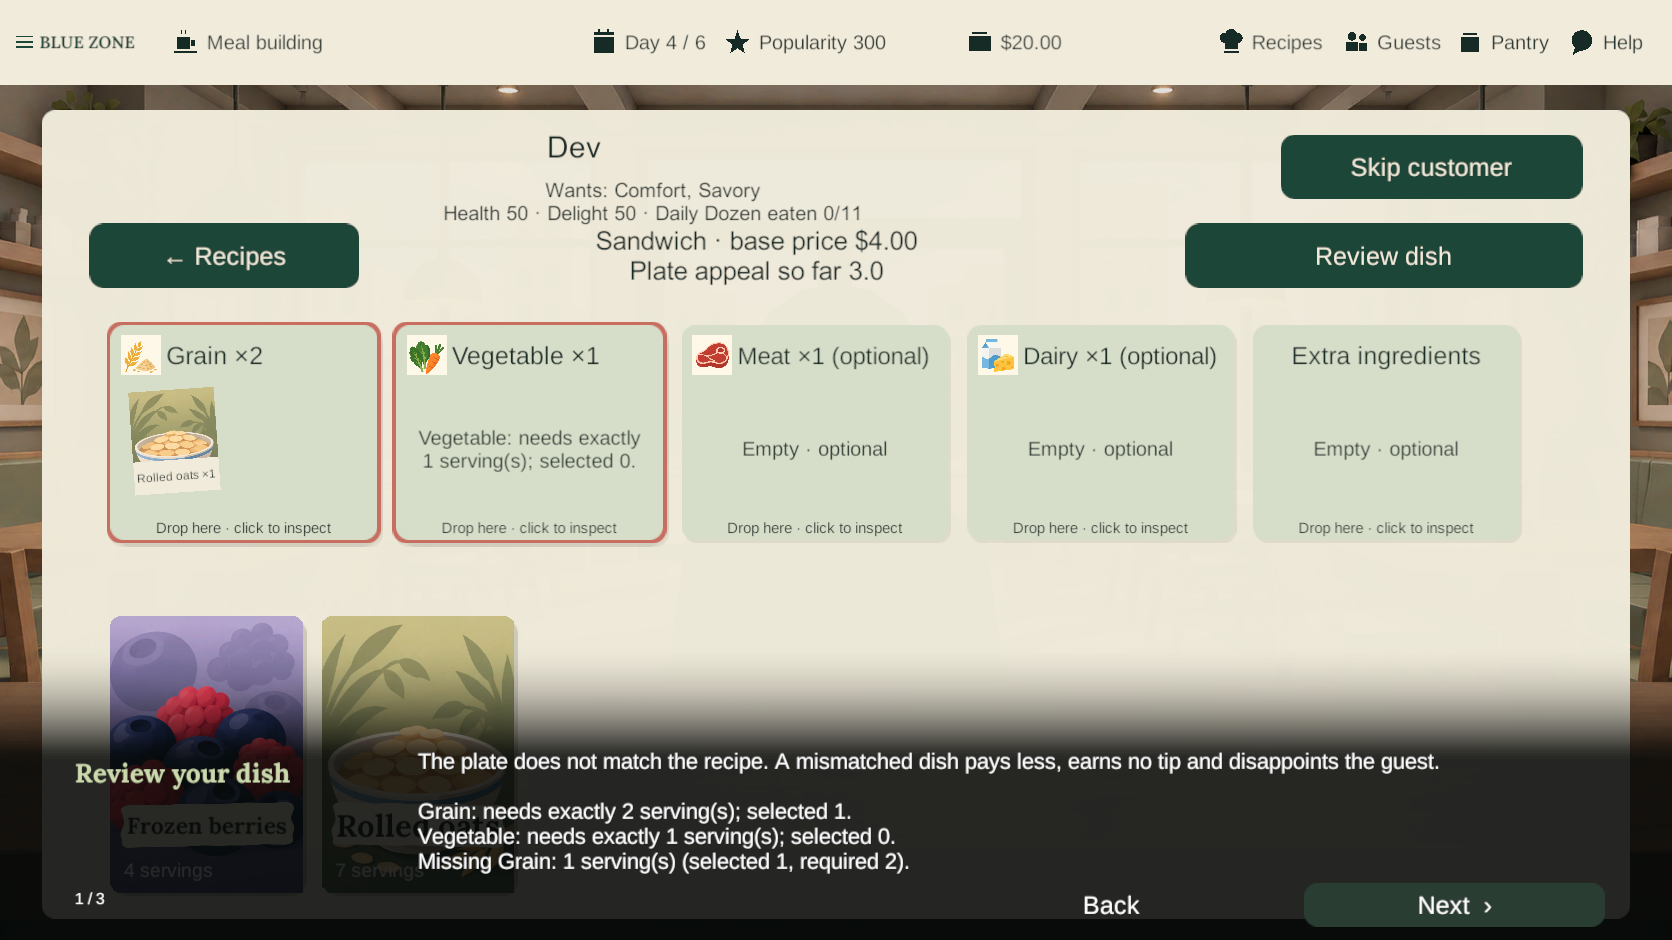 BLUE ZONE
Meal building
Day 4 / 6
Popularity 300
$20.00
Recipes
Guests
Pantry
Help
Dev
Wants: Comfort, Savory
Health 50 · Delight 50 · Daily Dozen eaten 0/11
Sandwich · base price $4.00
Plate appeal so far 3.0
Skip customer
← Recipes
Review dish
Grain ×2
Rolled oats ×1
Drop here · click to inspect
Vegetable ×1
Vegetable: needs exactly
1 serving(s); selected 0.
Drop here · click to inspect
Meat ×1 (optional)
Empty · optional
Drop here · click to inspect
Dairy ×1 (optional)
Empty · optional
Drop here · click to inspect
Extra ingredients
Empty · optional
Drop here · click to inspect
Frozen berries
4 servings
Rolled oats
7 servings
Review your dish
The plate does not match the recipe. A mismatched dish pays less, earns no tip and disappoints the guest.
Grain: needs exactly 2 serving(s); selected 1.
Vegetable: needs exactly 1 serving(s); selected 0.
Missing Grain: 1 serving(s) (selected 1, required 2).
1 / 3
Back
Next ›